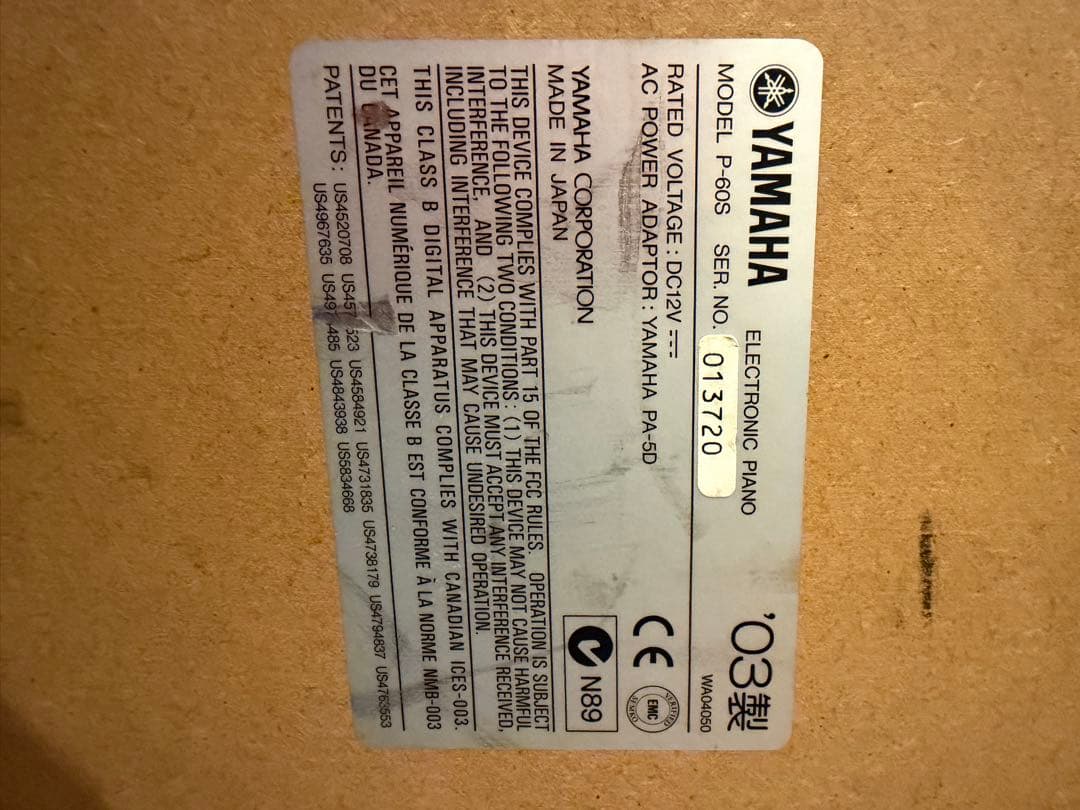 YAMAHA ELECTRONIC PIANO '03製
MODEL P-60S SER. NO. 013720 WA04050
RATED VOLTAGE : DC12V
AC POWER ADAPTOR : YAMAHA PA-5D
CE
EMC
YAMAHA CORPORATION
MADE IN JAPAN
N89
THIS DEVICE COMPLIES WITH PART 15 OF THE FCC RULES. OPERATION IS SUBJECT
TO THE FOLLOWING TWO CONDITIONS : (1) THIS DEVICE MAY NOT CAUSE HARMFUL
INTERFERENCE, AND (2) THIS DEVICE MUST ACCEPT ANY INTERFERENCE RECEIVED,
INCLUDING INTERFERENCE THAT MAY CAUSE UNDESIRED OPERATION.
THIS CLASS B DIGITAL APPARATUS COMPLIES WITH CANADIAN ICES-003.
CET APPAREIL NUMÉRIQUE DE LA CLASSE B EST CONFORME À LA NORME NMB-003
DU CANADA.
PATENTS : US4520708 US4584921 US4731835 US4738179 US4794837 US4763553
US4967635 US4843938 US5834668